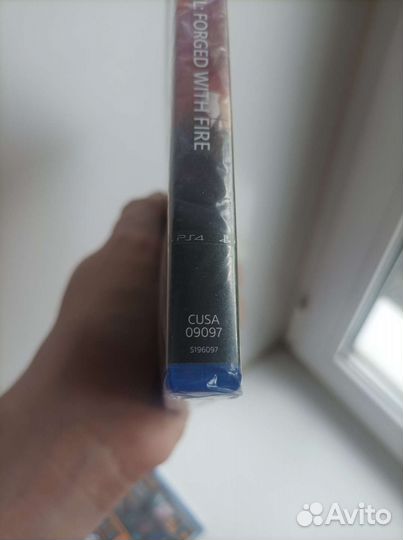 L: FORGED WITH FIRE
PS4
CUSA
09097
5196097
Avito